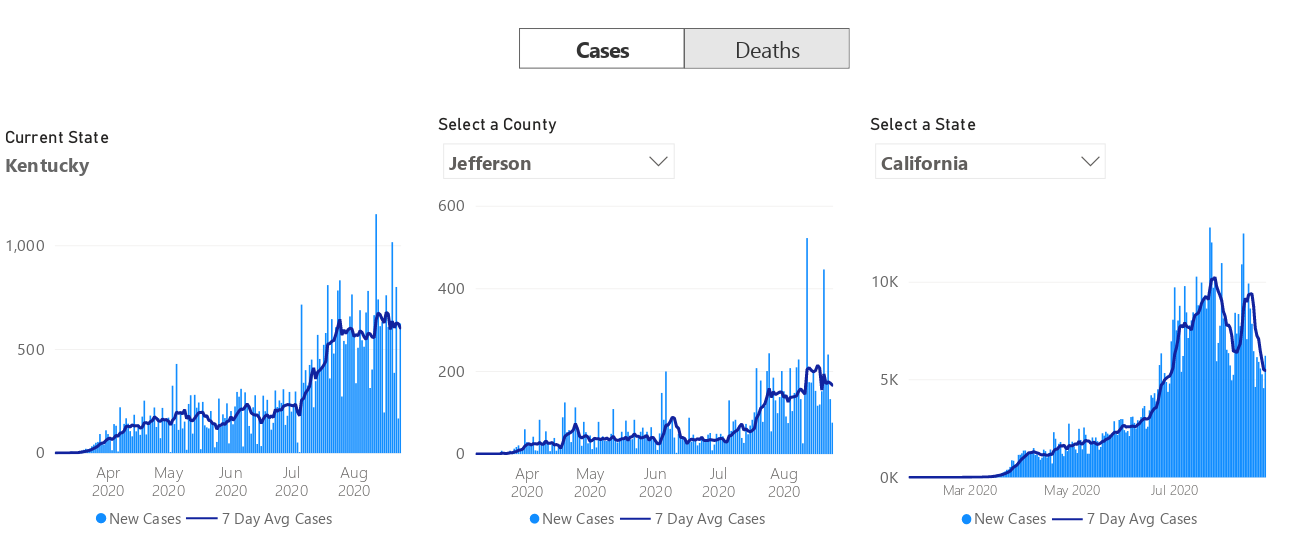 Cases Deaths
Current State
Kentucky
1,000
500
0
Apr 2020
May 2020
Jun 2020
Jul 2020
Aug 2020
New Cases 7 Day Avg Cases
Select a County
Jefferson
600
400
200
0
Apr 2020
May 2020
Jun 2020
Jul 2020
Aug 2020
New Cases 7 Day Avg Cases
Select a State
California
10K
5K
0K
Mar 2020 May 2020 Jul 2020
New Cases 7 Day Avg Cases